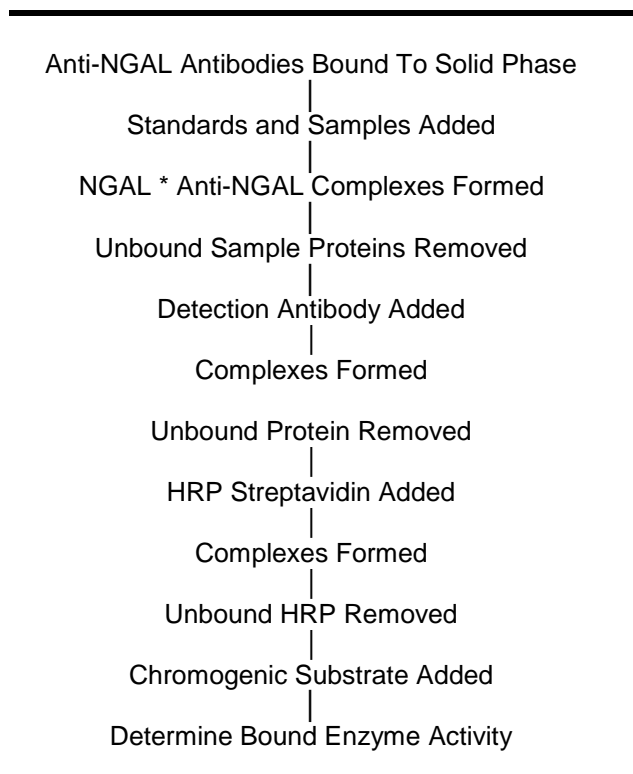 Anti-NGAL Antibodies Bound To Solid Phase
Standards and Samples Added
NGAL * Anti-NGAL Complexes Formed
Unbound Sample Proteins Removed
Detection Antibody Added
Complexes Formed
Unbound Protein Removed
HRP Streptavidin Added
Complexes Formed
Unbound HRP Removed
Chromogenic Substrate Added
Determine Bound Enzyme Activity